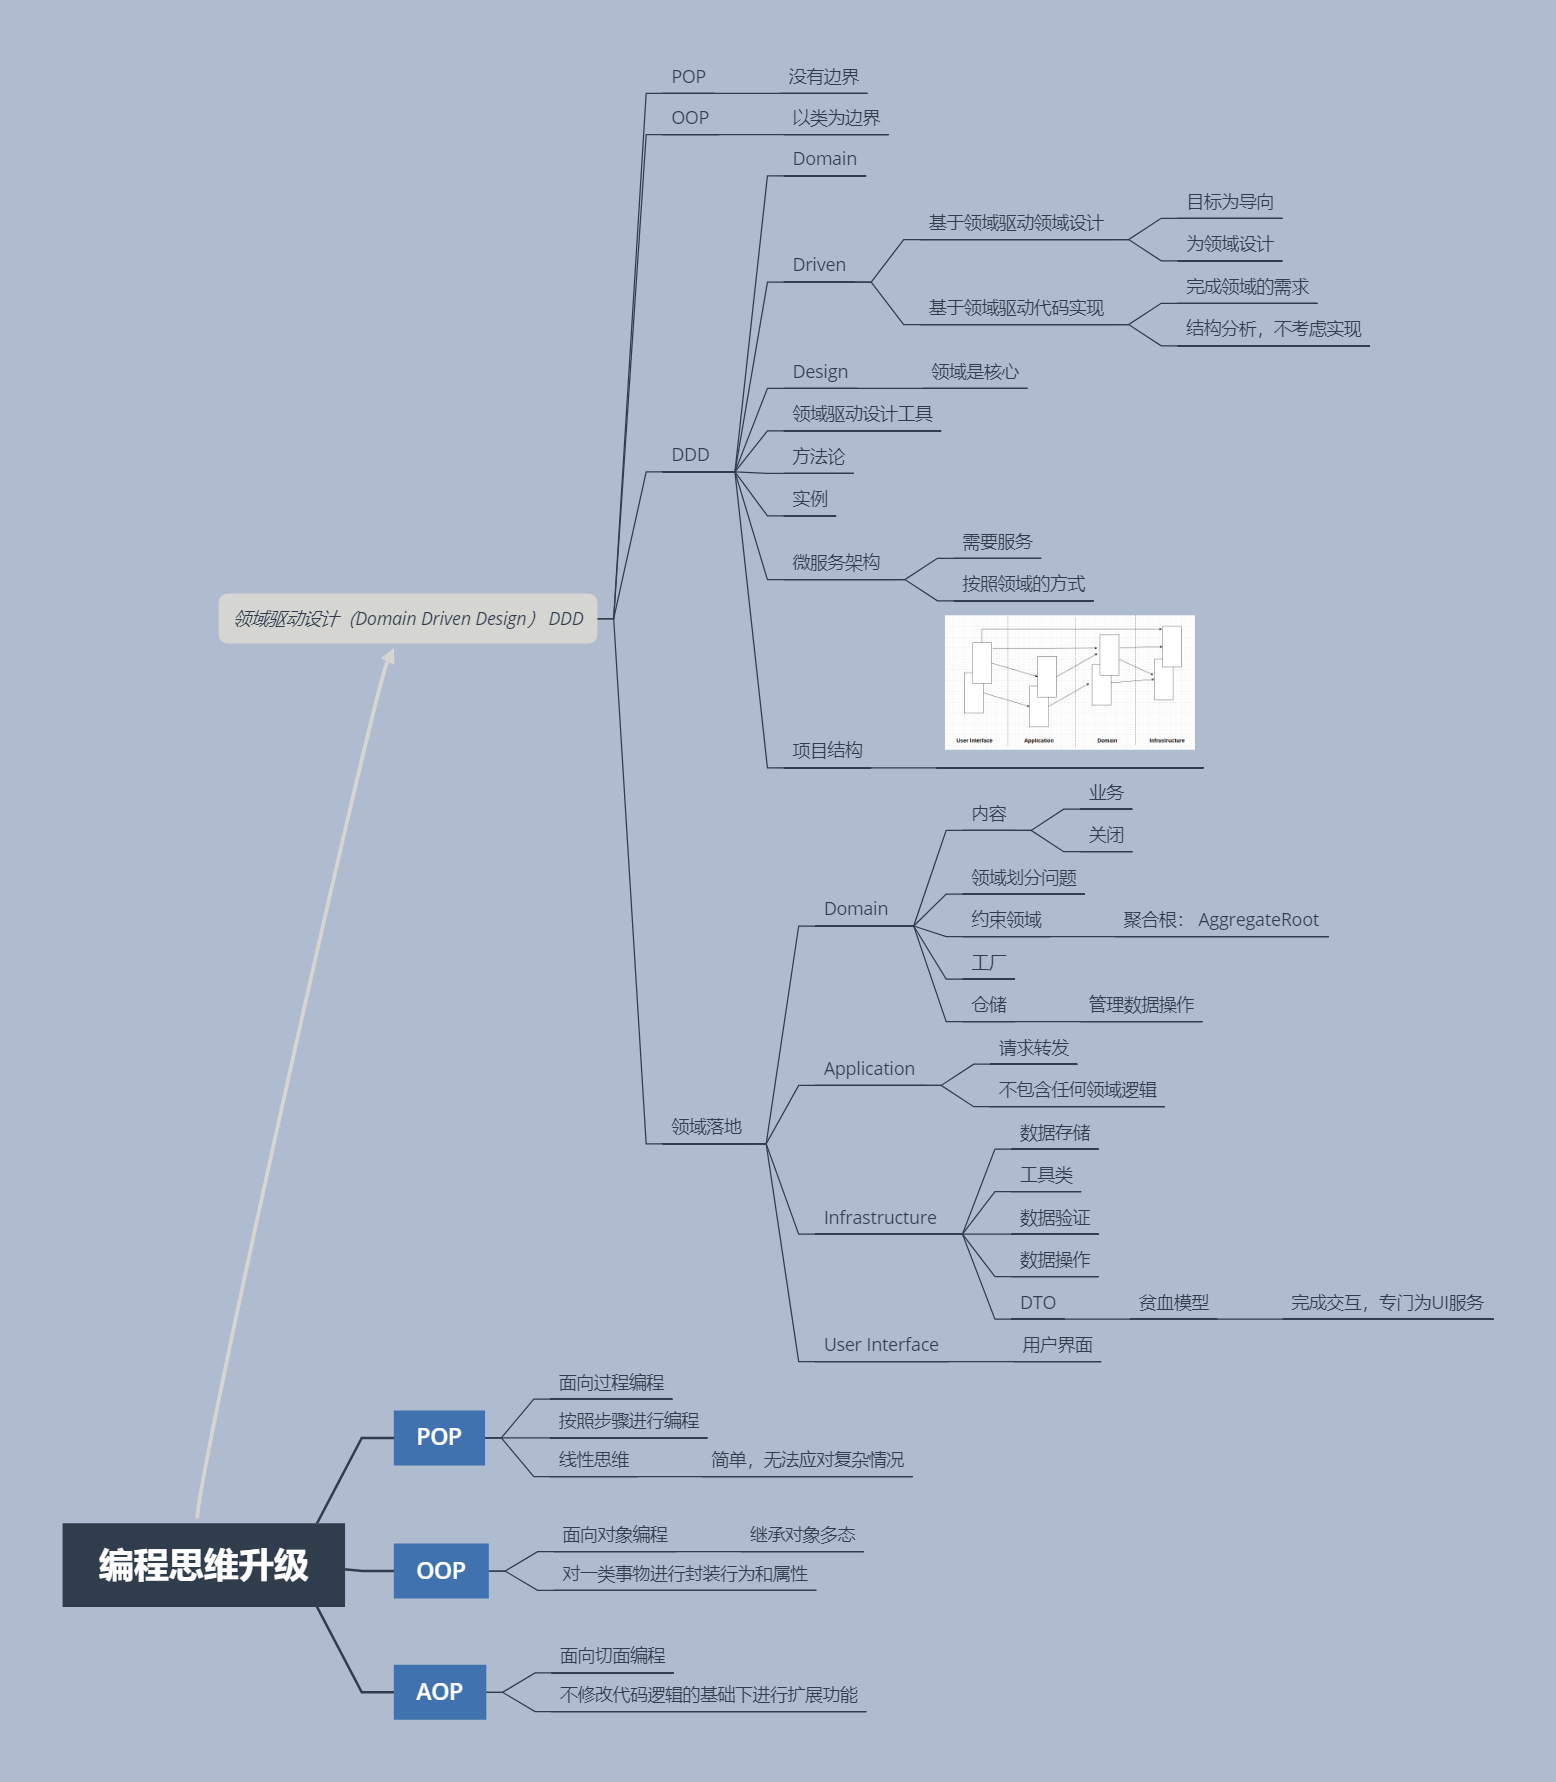 POP
没有边界
OOP
以类为边界
DDD
Domain
Driven
基于领域驱动领域设计
目标为导向
为领域设计
基于领域驱动代码实现
完成领域的需求
结构分析，不考虑实现
Design
领域是核心
领域驱动设计工具
方法论
实例
微服务架构
需要服务
按照领域的方式
项目结构
User Interface
Application
Domain
Infrastructure
领域驱动设计（Domain Driven Design） DDD
领域落地
Domain
内容
业务
关闭
领域划分问题
约束领域
聚合根： AggregateRoot
工厂
仓储
管理数据操作
Application
请求转发
不包含任何领域逻辑
Infrastructure
数据存储
工具类
数据验证
数据操作
DTO
贫血模型
完成交互，专门为UI服务
User Interface
用户界面
编程思维升级
POP
面向过程编程
按照步骤进行编程
线性思维
简单，无法应对复杂情况
OOP
面向对象编程
继承对象多态
对一类事物进行封装行为和属性
AOP
面向切面编程
不修改代码逻辑的基础下进行扩展功能